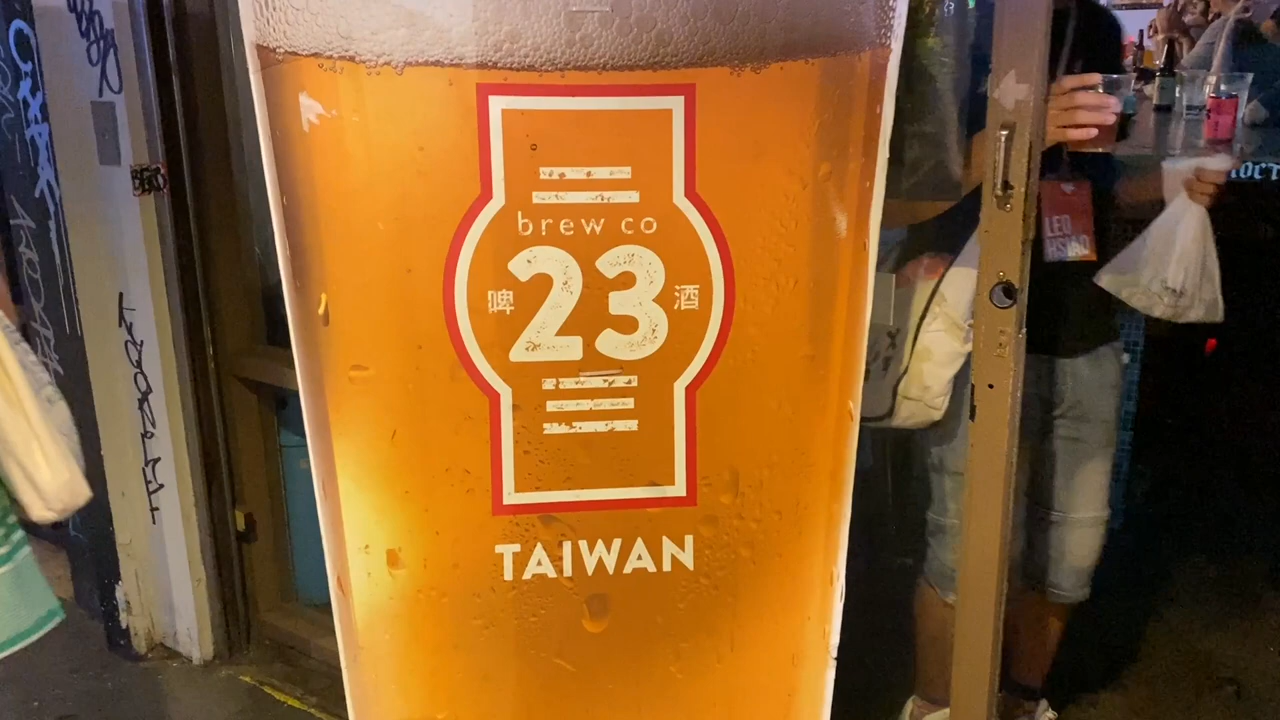 brew co
啤 23 酒
TAIWAN
LEO
HSIAO